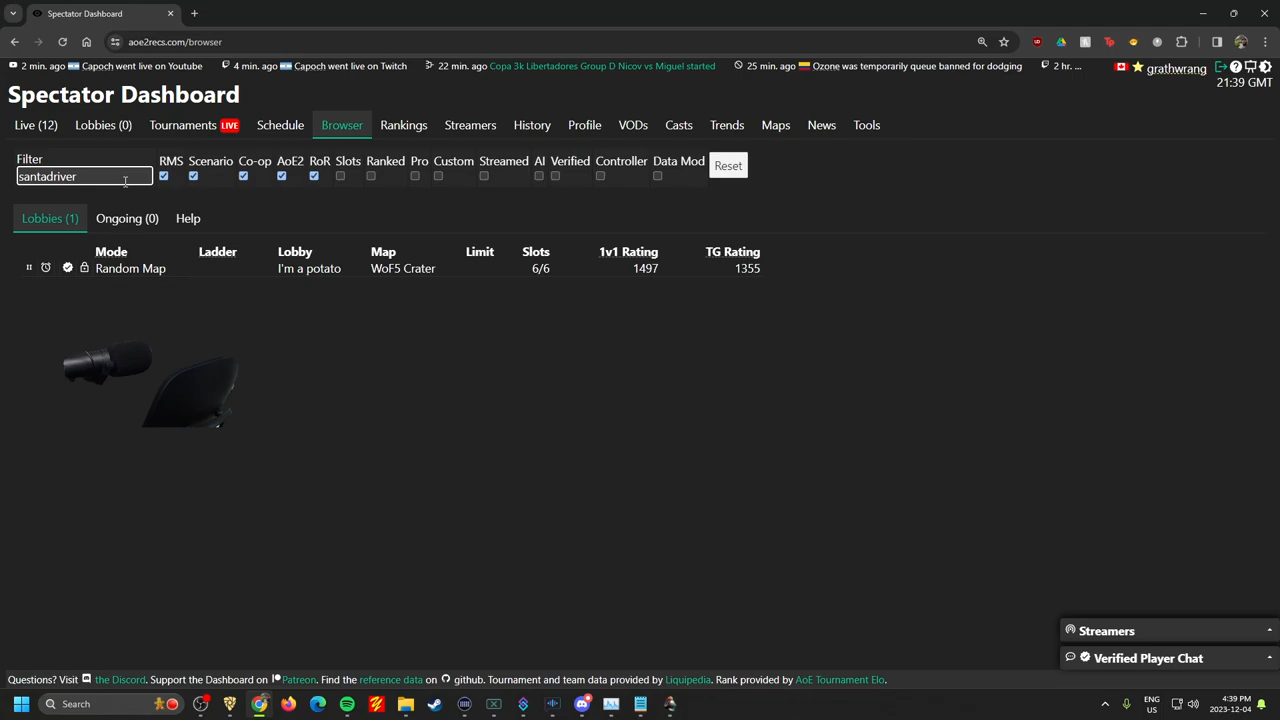 Spectator Dashboard
aoe2recs.com/browser
2 min. ago Capoch went live on Youtube
4 min. ago Capoch went live on Twitch
22 min. ago Copa 3k Libertadores Group D Nicov vs Miguel started
25 min. ago Ozone was temporarily queue banned for dodging
2 hr. ...
grathwrang
Spectator Dashboard
21:39 GMT
Live (12) Lobbies (0) Tournaments LIVE Schedule Browser Rankings Streamers History Profile VODs Casts Trends Maps News Tools
Filter
RMS Scenario Co-op AoE2 RoR Slots Ranked Pro Custom Streamed AI Verified Controller Data Mod Reset
santadriver
Lobbies (1) Ongoing (0) Help
Mode Ladder Lobby Map Limit Slots 1v1 Rating TG Rating
Random Map I'm a potato WoF5 Crater 6/6 1497 1355
Streamers
Verified Player Chat
Questions? Visit the Discord. Support the Dashboard on Patreon. Find the reference data on github. Tournament and team data provided by Liquipedia. Rank provided by AoE Tournament Elo.
Search
ENG
US
4:39 PM
2023-12-04